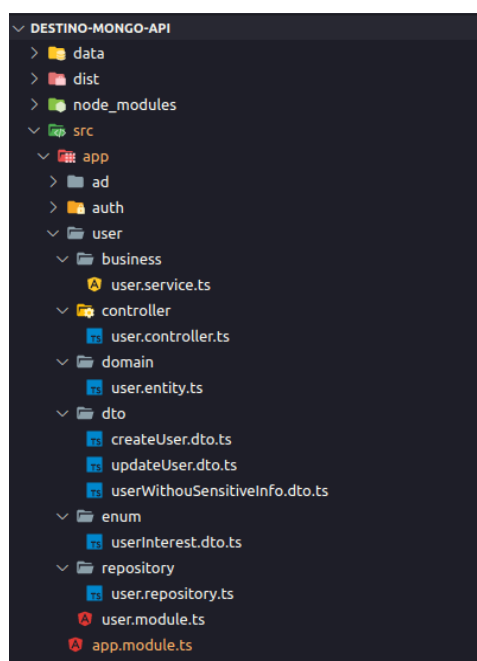 DESTINO-MONGO-API
data
dist
node_modules
src
app
ad
auth
user
business
user.service.ts
controller
user.controller.ts
domain
user.entity.ts
dto
createUser.dto.ts
updateUser.dto.ts
userWithouSensitiveInfo.dto.ts
enum
userInterest.dto.ts
repository
user.repository.ts
user.module.ts
app.module.ts